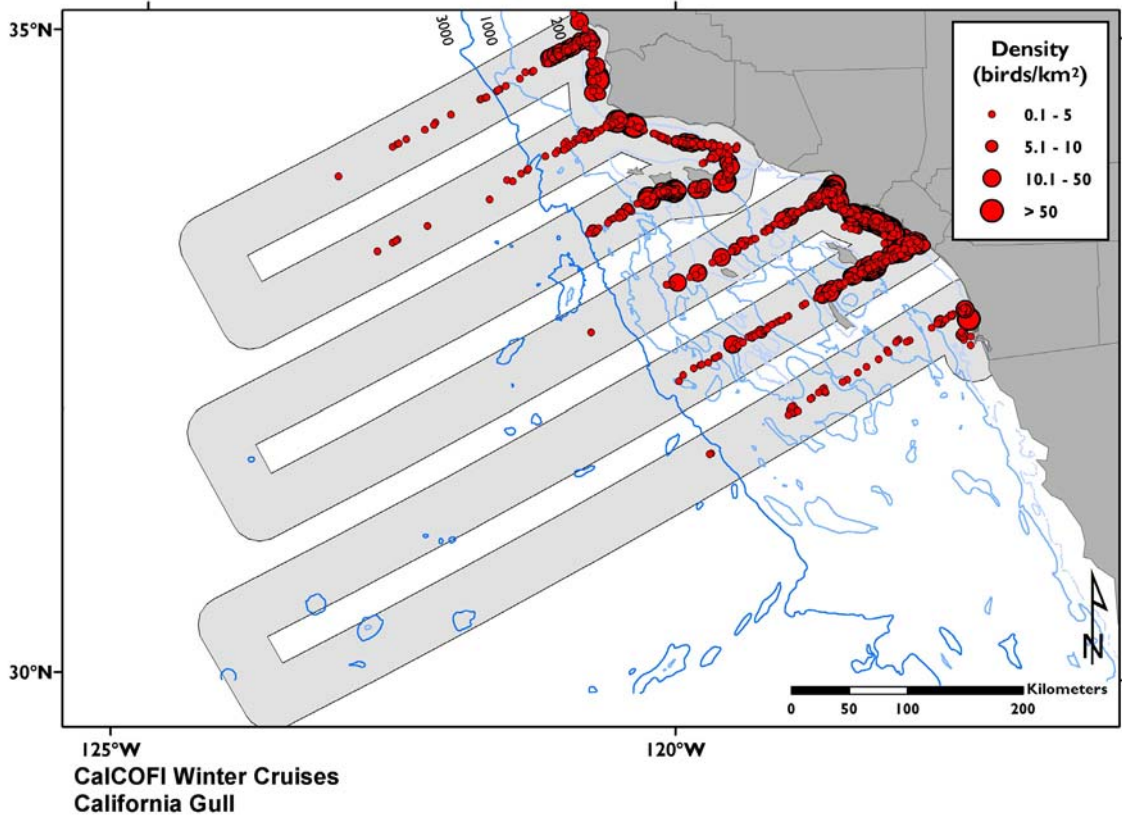 35°N
30°N
125°W
120°W
3000
1000
200
Density
(birds/km²)
0.1 - 5
5.1 - 10
10.1 - 50
> 50
N
Kilometers
0 50 100 200
CalCOFI Winter Cruises
California Gull